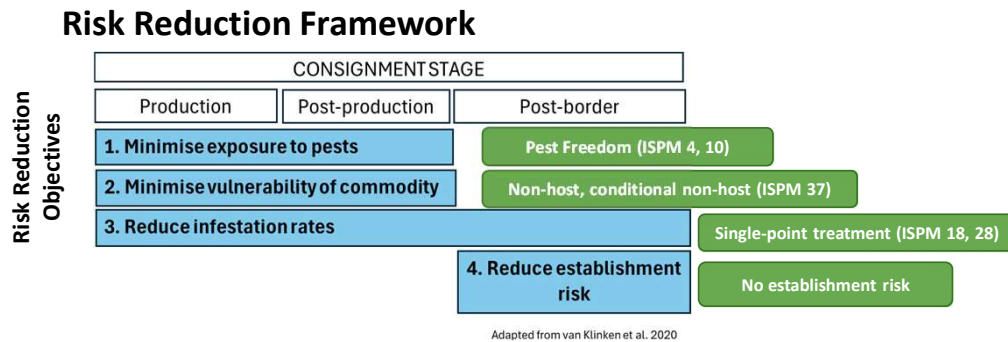 Risk Reduction Framework
Risk Reduction
Objectives
CONSIGNMENT STAGE
Production
Post-production
Post-border
1. Minimise exposure to pests
Pest Freedom (ISPM 4, 10)
2. Minimise vulnerability of commodity
Non-host, conditional non-host (ISPM 37)
3. Reduce infestation rates
Single-point treatment (ISPM 18, 28)
4. Reduce establishment
risk
No establishment risk
Adapted from van Klinken et al. 2020